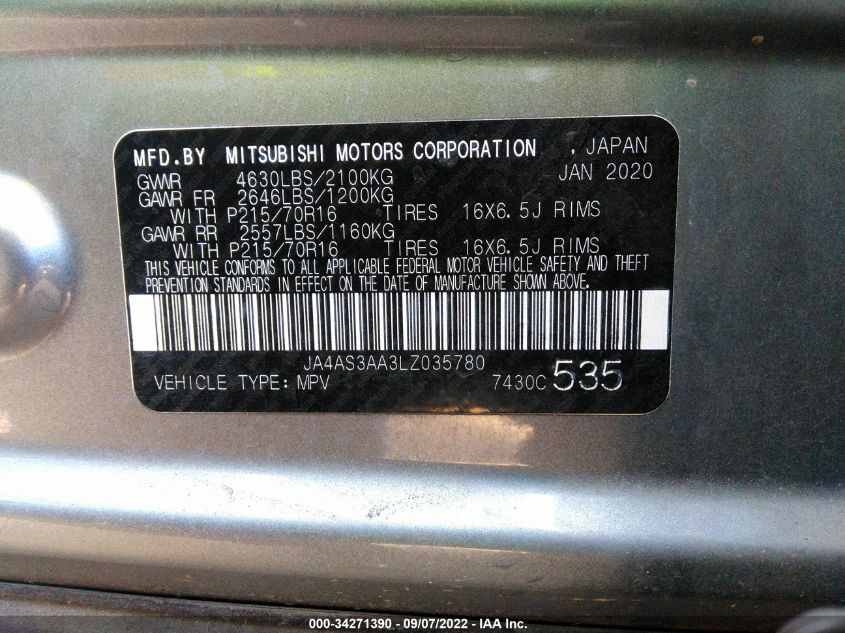 MFD.BY MITSUBISHI MOTORS CORPORATION , JAPAN
GVWR 4630LBS/2100KG JAN 2020
GAWR FR 2646LBS/1200KG
WITH P215/70R16 TIRES 16X6.5J RIMS
GAWR RR 2557LBS/1160KG
WITH P215/70R16 TIRES 16X6.5J RIMS
THIS VEHICLE CONFORMS TO ALL APPLICABLE FEDERAL MOTOR VEHICLE SAFETY AND THEFT
PREVENTION STANDARDS IN EFFECT ON THE DATE OF MANUFACTURE SHOWN ABOVE.
JA4AS3AA3LZ035780
VEHICLE TYPE: MPV 7430C 535
000-34271390 - 09/07/2022 - IAA Inc.